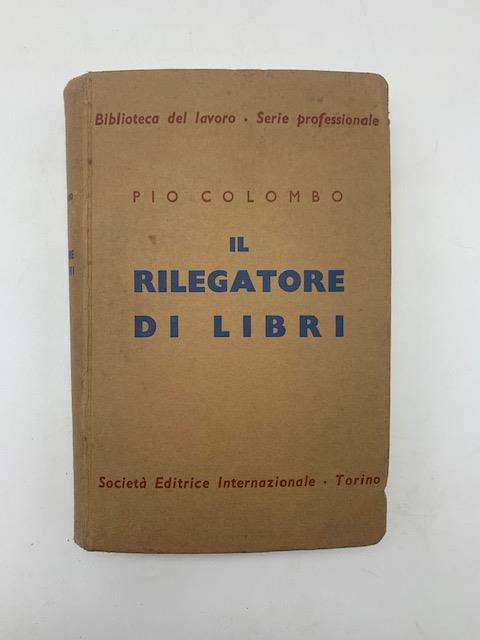 Biblioteca del lavoro · Serie professionale
PIO COLOMBO
IL
RILEGATORE
DI LIBRI
Società Editrice Internazionale · Torino